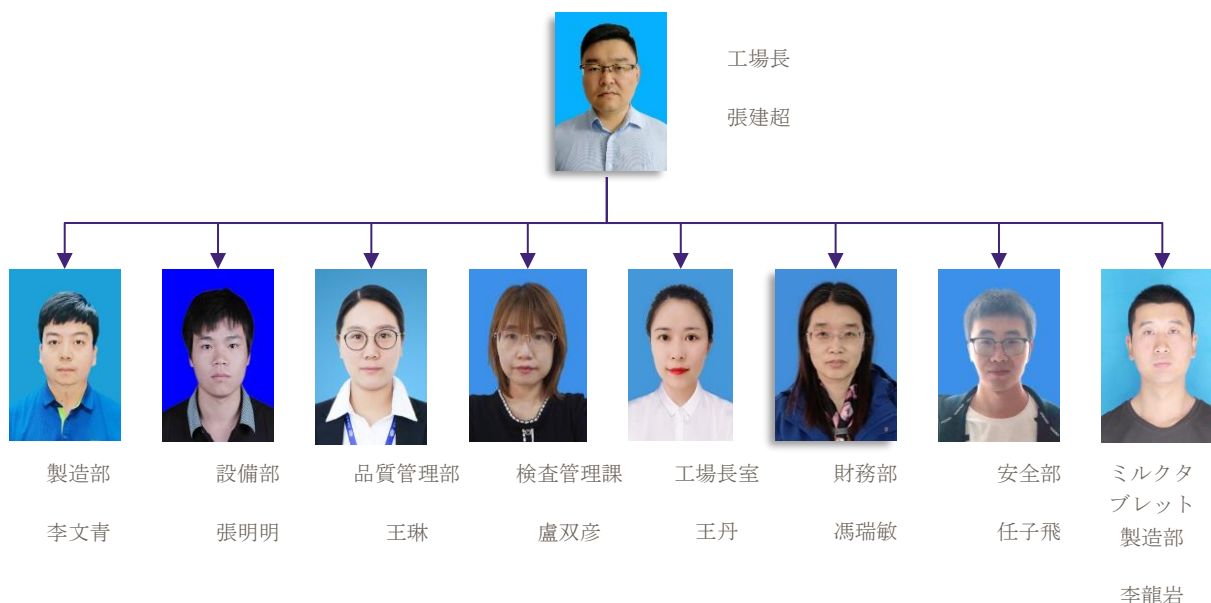 工場長
張建超
製造部
李文青
設備部
張明明
品質管理部
王琳
検査管理課
盧双彦
工場長室
王丹
財務部
馮瑞敏
安全部
任子飛
ミルクタ
ブレット
製造部
李龍岩